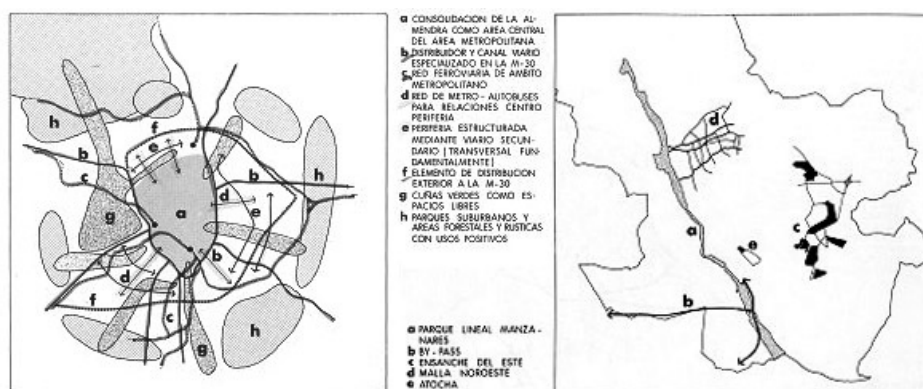 a CONSOLIDACION DE LA AL-
MENDRA COMO AREA CENTRAL
DEL AREA METROPOLITANA
b DISTRIBUIDOR Y CANAL VIARIO
ESPECIALIZADO EN LA M-30
c RED FERROVIARIA DE AMBITO
METROPOLITANO
d RED DE METRO-AUTOBUSES
PARA RELACIONES CENTRO
PERIFERIA
e PERIFERIA ESTRUCTURADA
MEDIANTE VIARIO SECUN-
DARIO (TRANSVERSAL FUN-
DAMENTALMENTE)
f ELEMENTO DE DISTRIBUCION
EXTERIOR A LA M-30
g CUÑAS VERDES COMO ES-
PACIOS LIBRES
h PARQUES SUBURBANOS Y
AREAS FORESTALES Y RUSTICAS
CON USOS POSITIVOS
a PARQUE LINEAL MANZA-
NARES
b BY-PASS
c ENSANCHE DEL ESTE
d MALLA NOROESTE
e ATOCHA
h
f
e
b
c
d
b
h
g
a
e
d
b
f
c
h
g
d
a
c
e
b